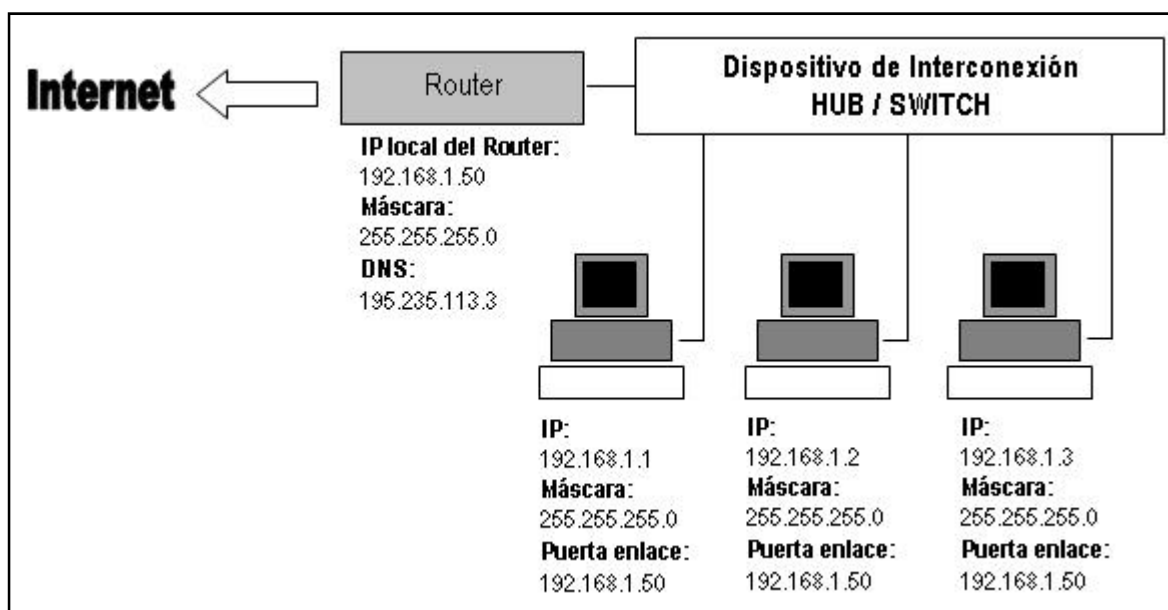 Internet
Router
Dispositivo de Interconexión
HUB / SWITCH
IP local del Router:
192.168.1.50
Máscara:
255.255.255.0
DNS:
195.235.113.3
IP:
192.168.1.1
Máscara:
255.255.255.0
Puerta enlace:
192.168.1.50
IP:
192.168.1.2
Máscara:
255.255.255.0
Puerta enlace:
192.168.1.50
IP:
192.168.1.3
Máscara:
255.255.255.0
Puerta enlace:
192.168.1.50